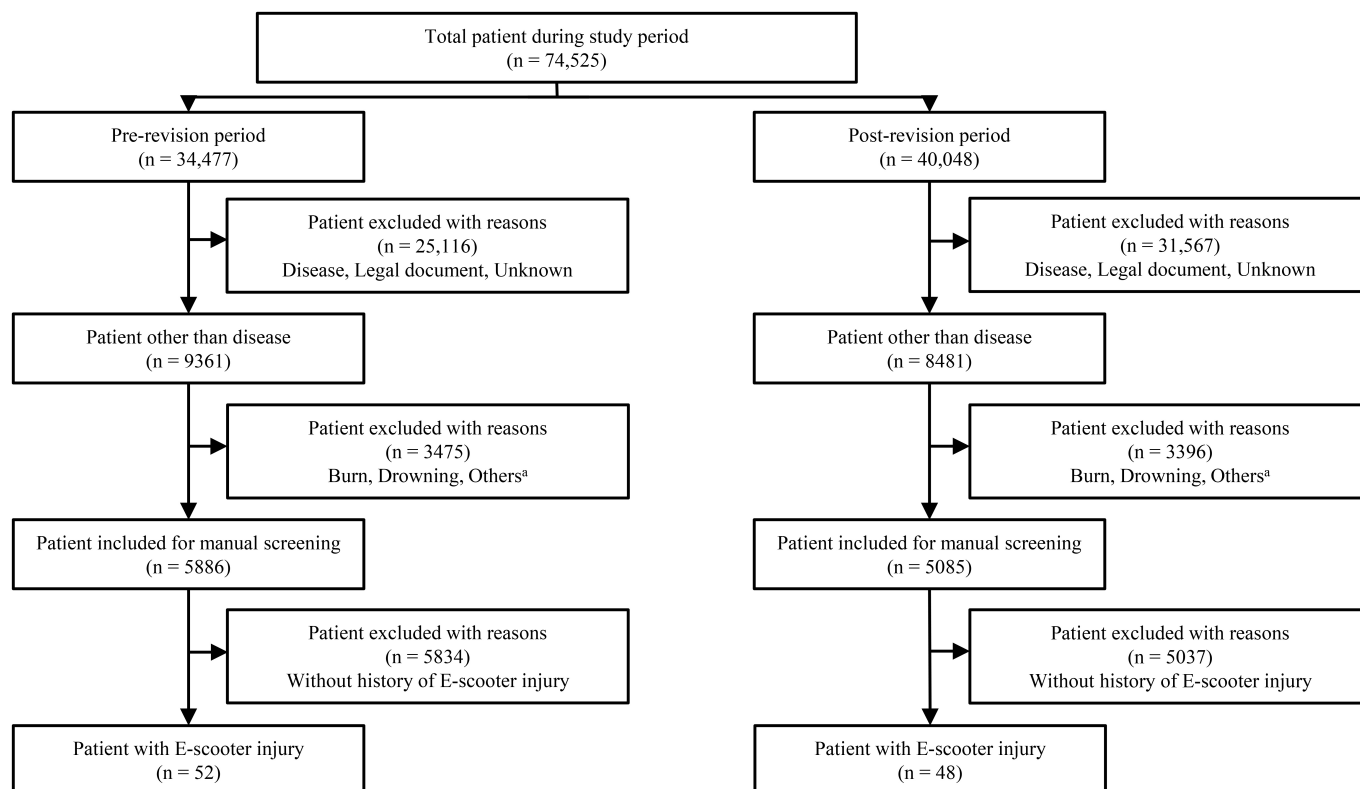 Total patient during study period
(n = 74,525)
Pre-revision period
(n = 34,477)
Post-revision period
(n = 40,048)
Patient excluded with reasons
(n = 25,116)
Disease, Legal document, Unknown
Patient excluded with reasons
(n = 31,567)
Disease, Legal document, Unknown
Patient other than disease
(n = 9361)
Patient other than disease
(n = 8481)
Patient excluded with reasons
(n = 3475)
Burn, Drowning, Othersᵃ
Patient excluded with reasons
(n = 3396)
Burn, Drowning, Othersᵃ
Patient included for manual screening
(n = 5886)
Patient included for manual screening
(n = 5085)
Patient excluded with reasons
(n = 5834)
Without history of E-scooter injury
Patient excluded with reasons
(n = 5037)
Without history of E-scooter injury
Patient with E-scooter injury
(n = 52)
Patient with E-scooter injury
(n = 48)